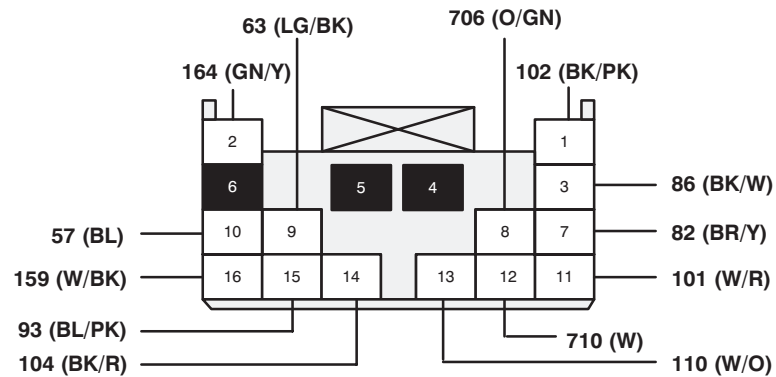 63 (LG/BK)
706 (O/GN)
164 (GN/Y)
102 (BK/PK)
2
1
6
5
4
3
86 (BK/W)
57 (BL)
10
9
8
7
82 (BR/Y)
159 (W/BK)
16
15
14
13
12
11
101 (W/R)
93 (BL/PK)
710 (W)
104 (BK/R)
110 (W/O)